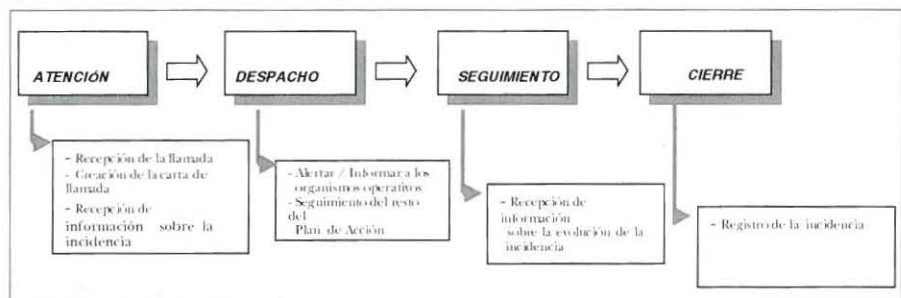 ATENCIÓN
DESPACHO
SEGUIMIENTO
CIERRE
- Recepción de la llamada
- Creación de la carta de
llamada
- Recepción de
información sobre la
incidencia
- Alertar / Informar a los
organismos operativos
- Seguimiento del resto
del
Plan de Acción
- Recepción de
información
sobre la evolución de la
incidencia
- Registro de la incidencia